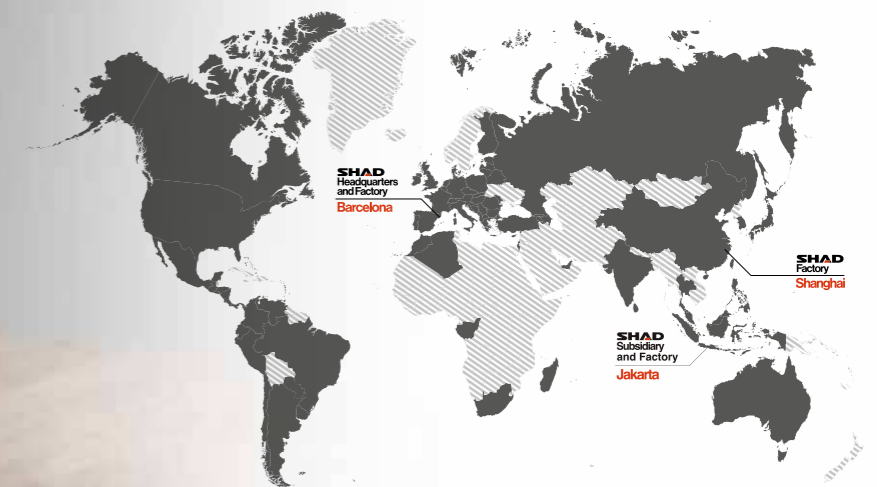 SHAD
Headquarters
and Factory
Barcelona
SHAD
Factory
Shanghai
SHAD
Subsidiary
and Factory
Jakarta